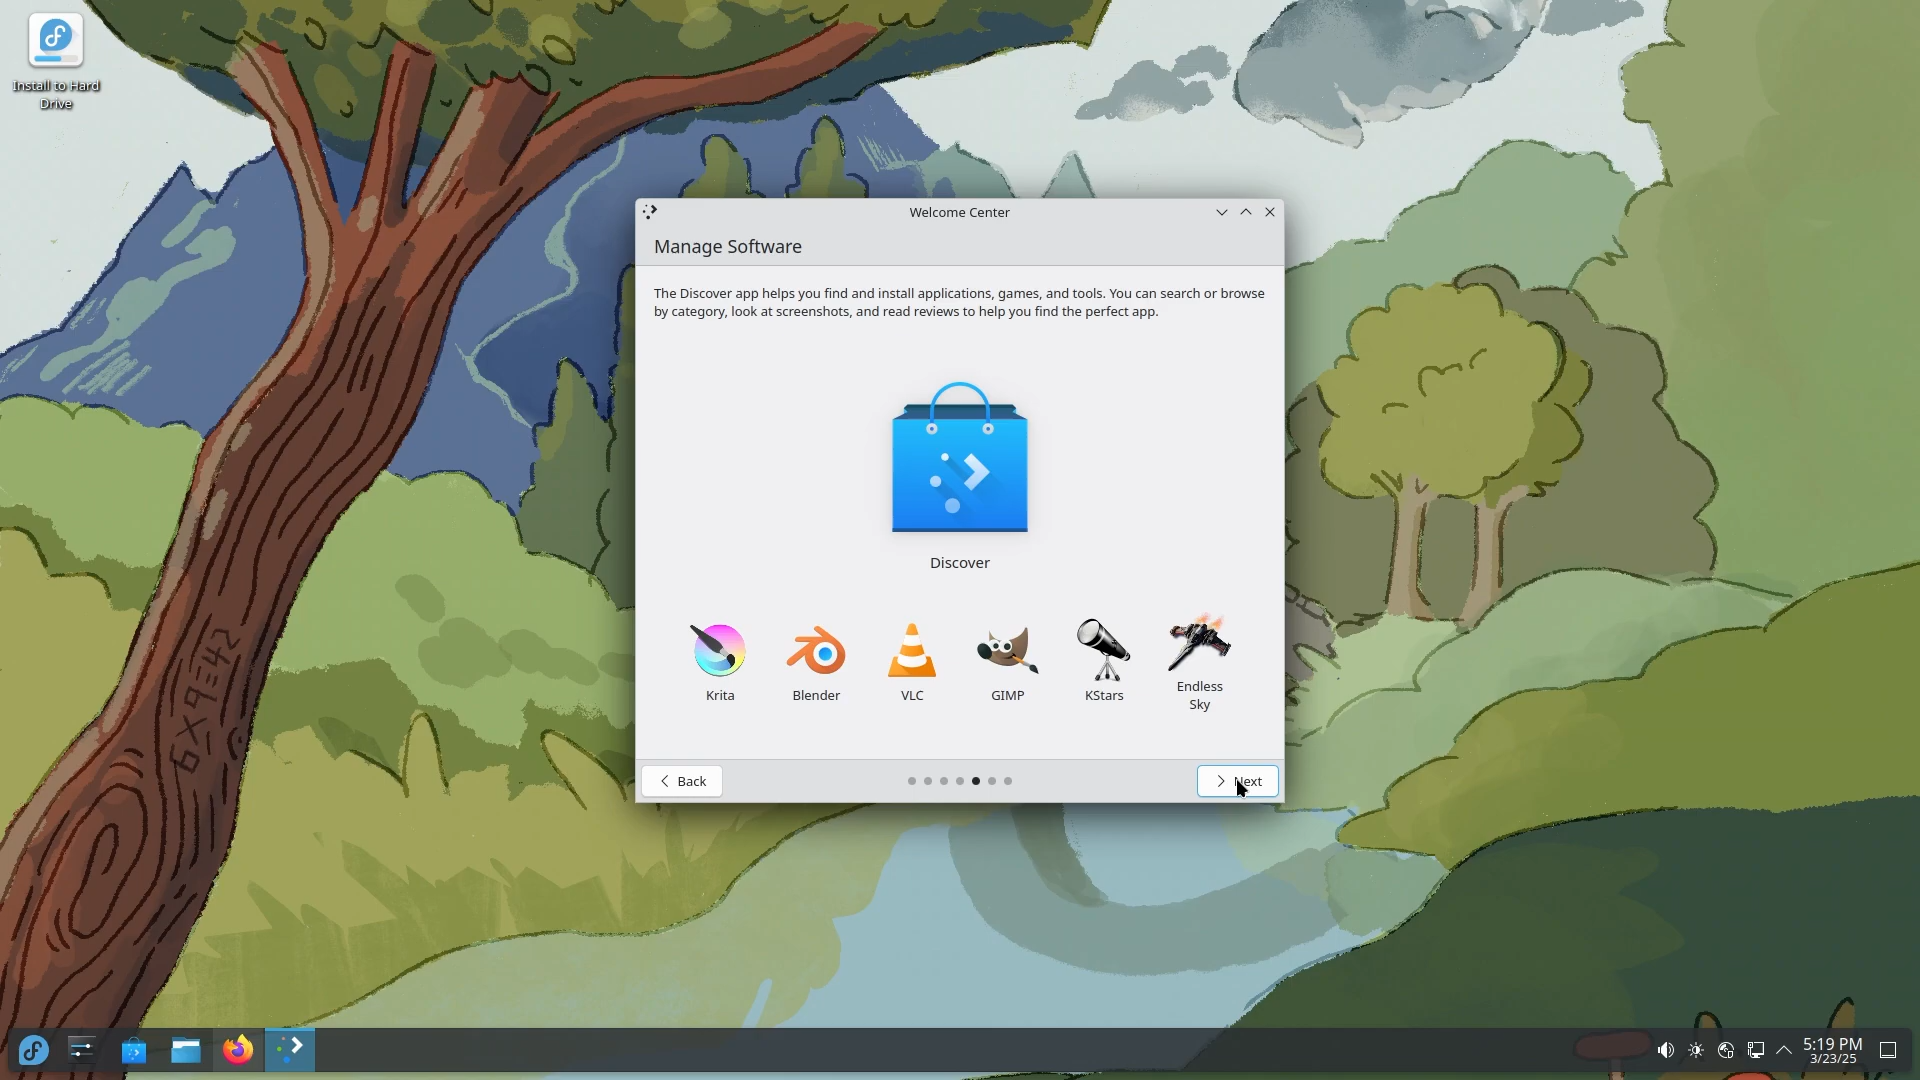 Install to Hard
Drive
Welcome Center
Manage Software
The Discover app helps you find and install applications, games, and tools. You can search or browse
by category, look at screenshots, and read reviews to help you find the perfect app.
Discover
Krita
Blender
VLC
GIMP
KStars
Endless
Sky
6X9=42
Back
Next
5:19 PM
3/23/25